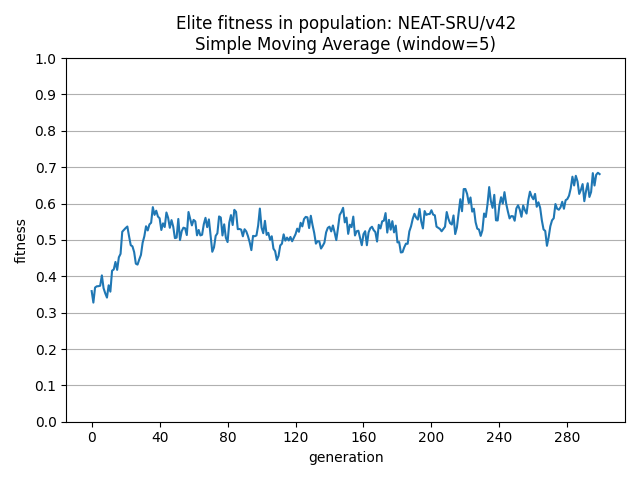 Elite fitness in population: NEAT-SRU/v42
Simple Moving Average (window=5)
1.0
0.9
0.8
0.7
0.6
0.5
0.4
0.3
0.2
0.1
0.0
fitness
0 40 80 120 160 200 240 280
generation